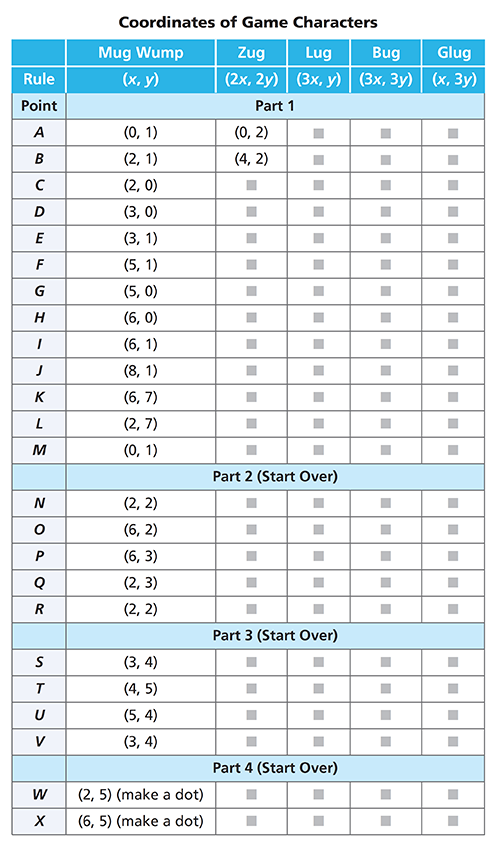 Coordinates of Game Characters
Mug Wump Zug Lug Bug Glug
Rule (x, y) (2x, 2y) (3x, y) (3x, 3y) (x, 3y)
Point Part 1
A (0, 1) (0, 2)
B (2, 1) (4, 2)
C (2, 0)
D (3, 0)
E (3, 1)
F (5, 1)
G (5, 0)
H (6, 0)
I (6, 1)
J (8, 1)
K (6, 7)
L (2, 7)
M (0, 1)
Part 2 (Start Over)
N (2, 2)
O (6, 2)
P (6, 3)
Q (2, 3)
R (2, 2)
Part 3 (Start Over)
S (3, 4)
T (4, 5)
U (5, 4)
V (3, 4)
Part 4 (Start Over)
W (2, 5) (make a dot)
X (6, 5) (make a dot)